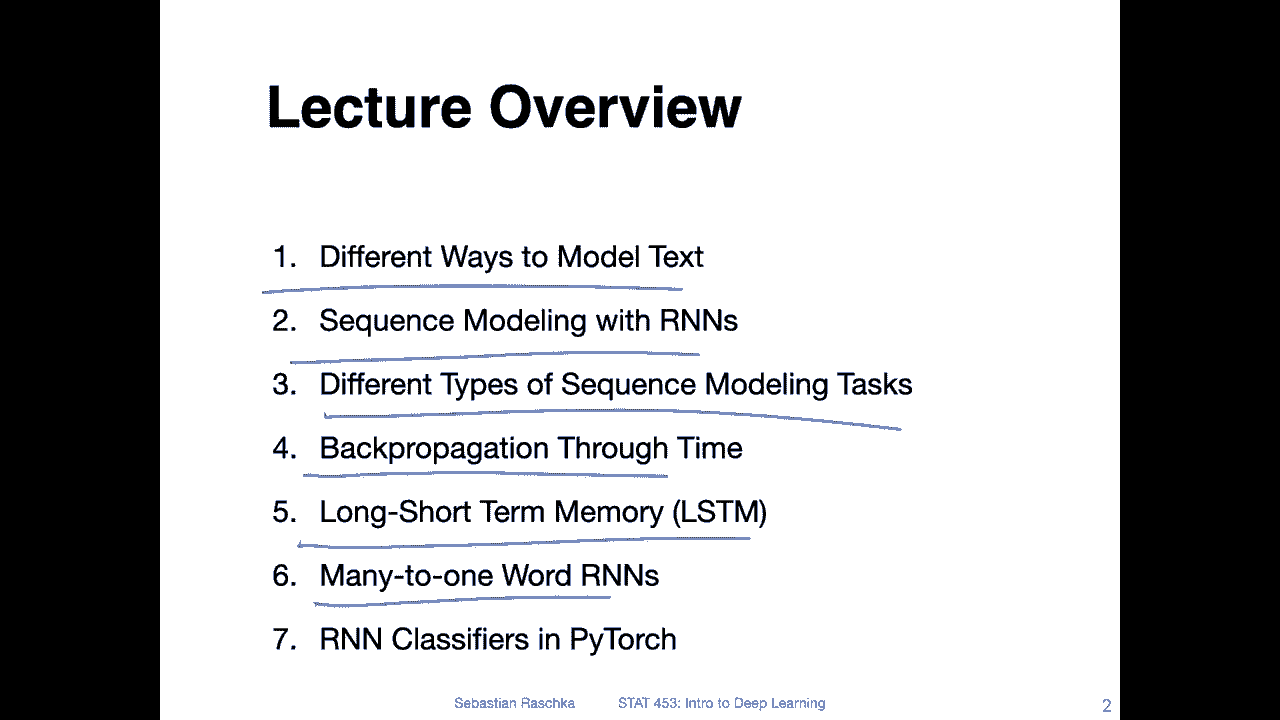 Lecture Overview
1. Different Ways to Model Text
2. Sequence Modeling with RNNs
3. Different Types of Sequence Modeling Tasks
4. Backpropagation Through Time
5. Long-Short Term Memory (LSTM)
6. Many-to-one Word RNNs
7. RNN Classifiers in PyTorch
Sebastian Raschka STAT 453: Intro to Deep Learning 2